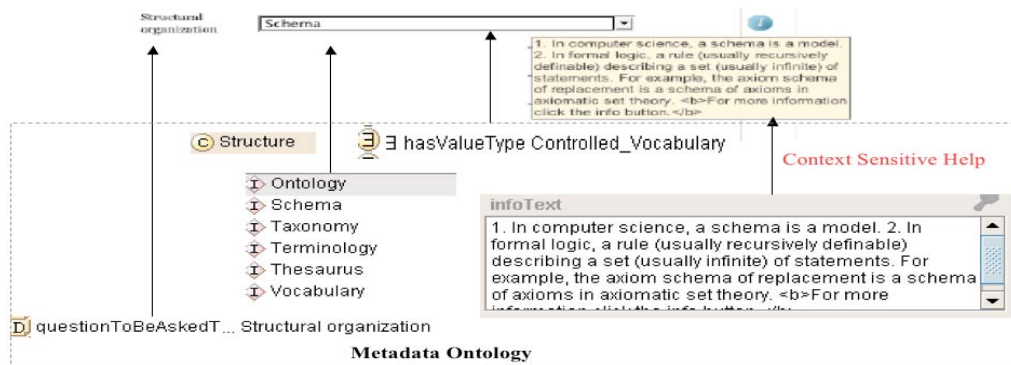 Structural
organization
Schema
i
1. In computer science, a schema is a model.
2. In formal logic, a rule (usually recursively
definable) describing a set (usually infinite) of
statements. For example, the axiom schema
of replacement is a schema of axioms in
axiomatic set theory. <b>For more information
click the info button.</b>
C Structure
∃ ∃ hasValueType Controlled_Vocabulary
Context Sensitive Help
I Ontology
I Schema
I Taxonomy
I Terminology
I Thesaurus
I Vocabulary
infoText
1. In computer science, a schema is a model. 2. In
formal logic, a rule (usually recursively definable)
describing a set (usually infinite) of statements. For
example, the axiom schema of replacement is a schema
of axioms in axiomatic set theory. <b>For more
information click the info button.</b>
D questionToBeAskedT... Structural organization
Metadata Ontology